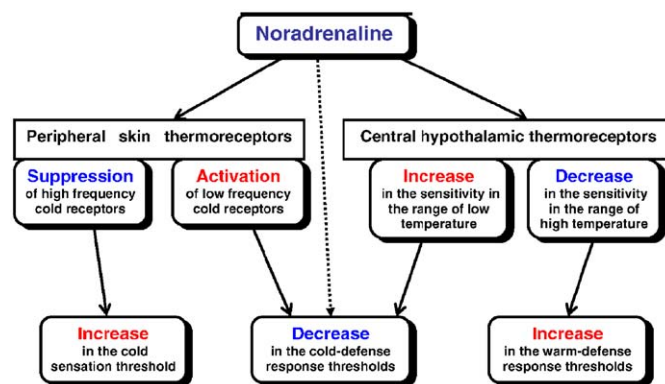 Noradrenaline
Peripheral skin thermoreceptors
Central hypothalamic thermoreceptors
Suppression
of high frequency
cold receptors
Activation
of low frequency
cold receptors
Increase
in the sensitivity in
the range of low
temperature
Decrease
in the sensitivity
in the range of
high temperature
Increase
in the cold
sensation threshold
Decrease
in the cold-defense
response thresholds
Increase
in the warm-defense
response thresholds